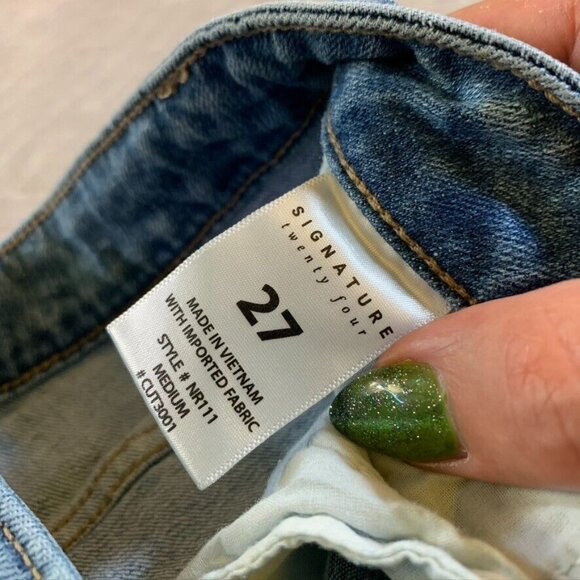 SIGNATURE
twenty four
27
MADE IN VIETNAM
WITH IMPORTED FABRIC
STYLE # NR111
MEDIUM
# CUT3001